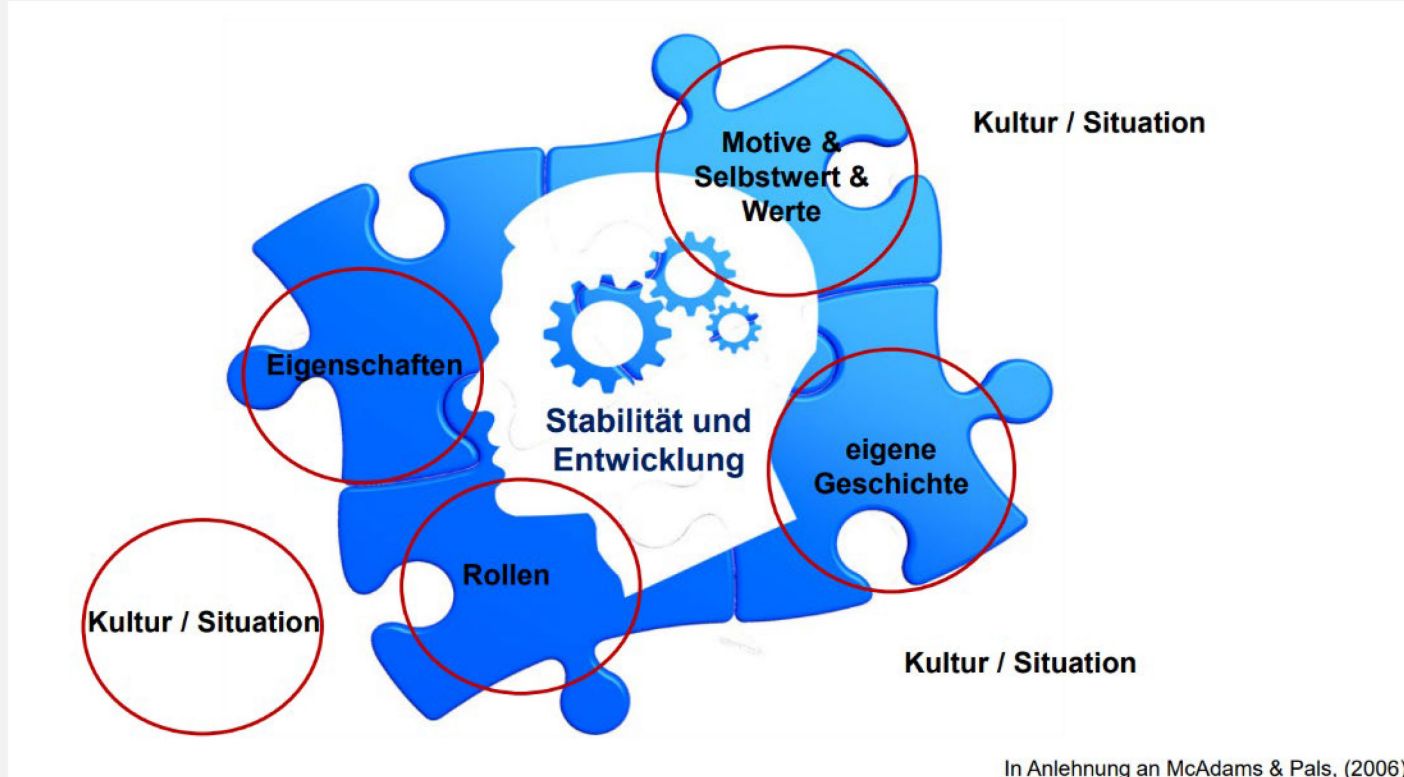 Kultur / Situation
Motive &
Selbstwert &
Werte
Eigenschaften
Stabilität und
Entwicklung
eigene
Geschichte
Rollen
Kultur / Situation
Kultur / Situation
In Anlehnung an McAdams & Pals, (2006)